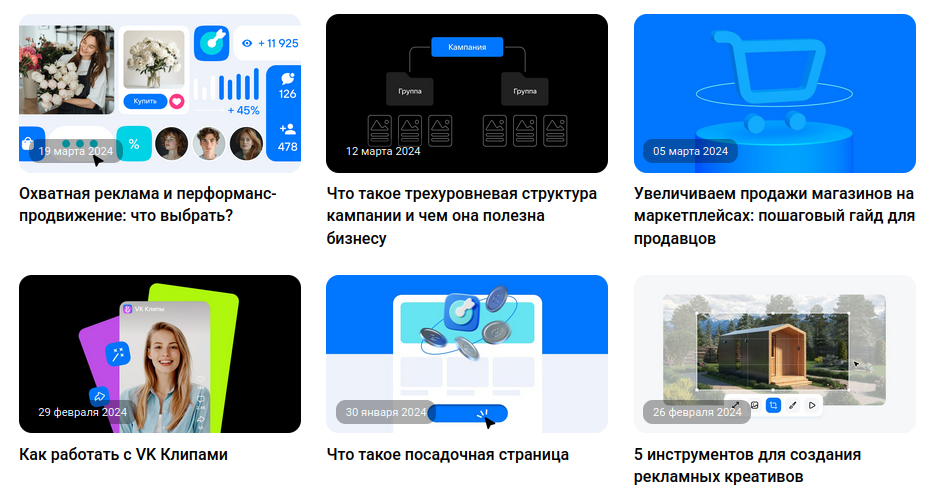 + 11 925
Купить
+ 45%
126
478
%
19 марта 2024
Охватная реклама и перформанс-
продвижение: что выбрать?
Кампания
Группа
Группа
12 марта 2024
Что такое трехуровневая структура
кампании и чем она полезна
бизнесу
05 марта 2024
Увеличиваем продажи магазинов на
маркетплейсах: пошаговый гайд для
продавцов
VK Клипы
29 февраля 2024
Как работать с VK Клипами
30 января 2024
Что такое посадочная страница
26 февраля 2024
5 инструментов для создания
рекламных креативов